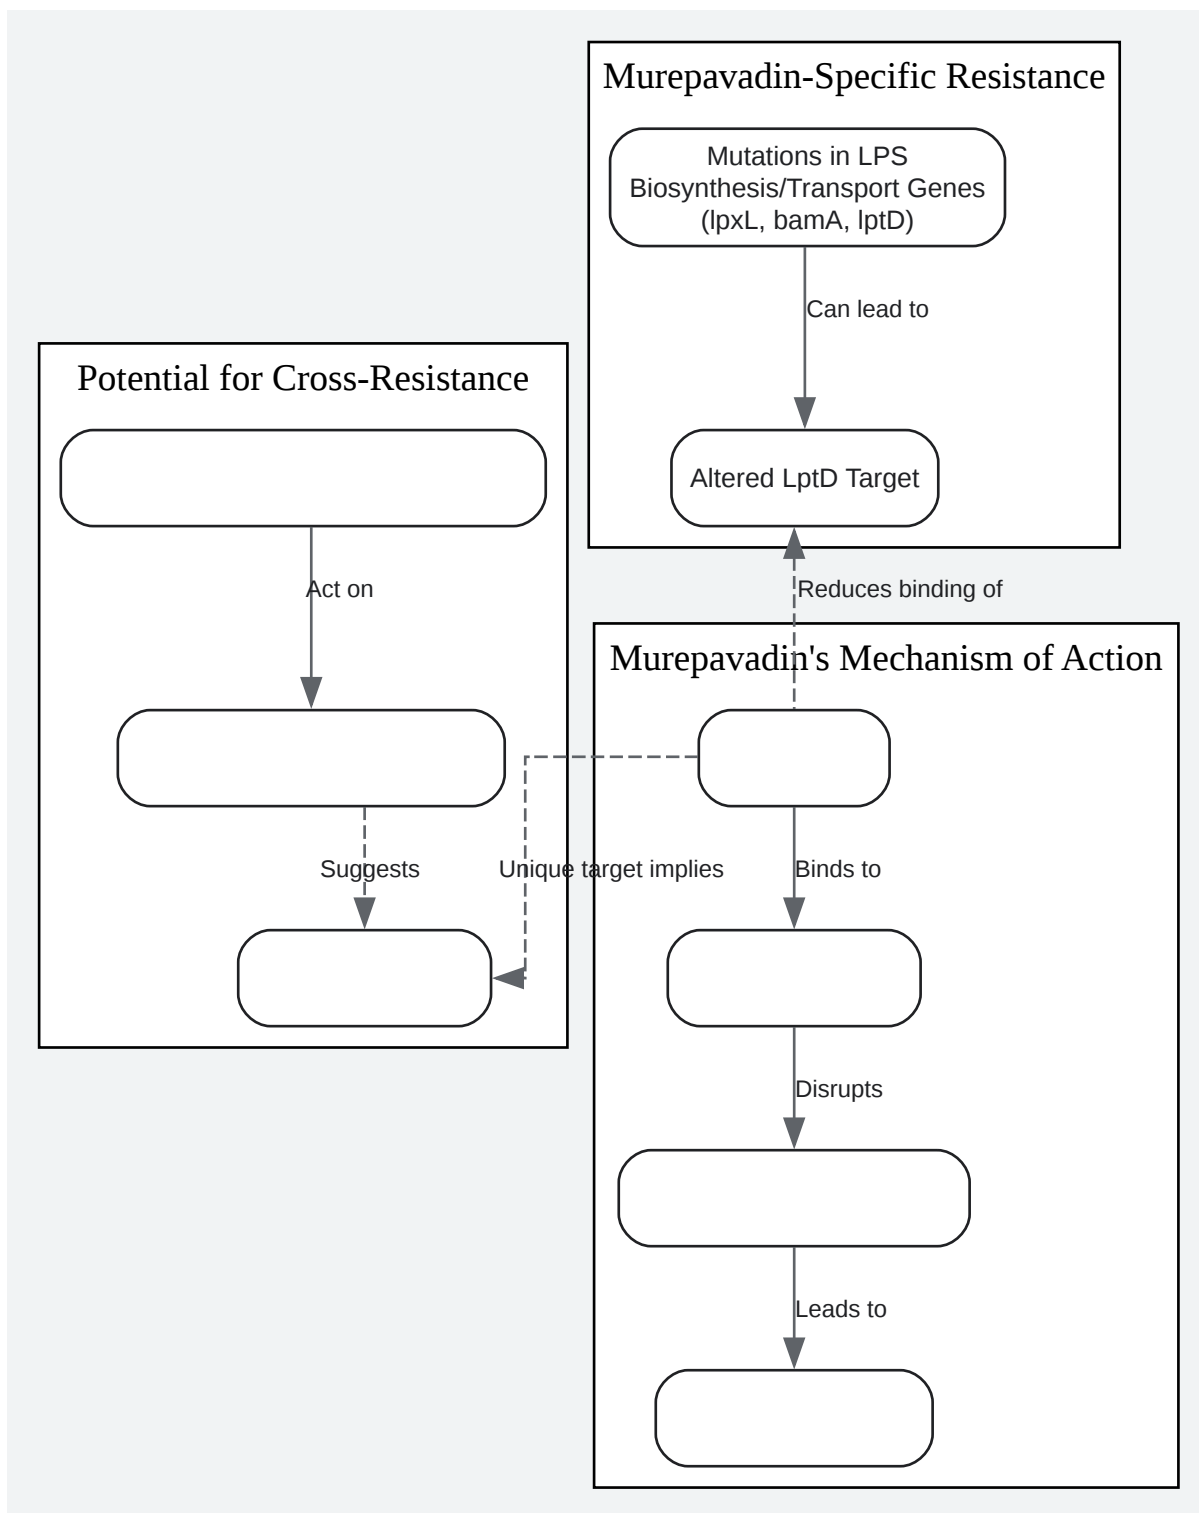 Murepavadin-Specific Resistance
Mutations in LPS
Biosynthesis/Transport Genes
(lpxL, bamA, lptD)
Can lead to
Potential for Cross-Resistance
Altered LptD Target
Act on
Reduces binding of
Murepavadin's Mechanism of Action
Suggests
Unique target implies
Binds to
Disrupts
Leads to